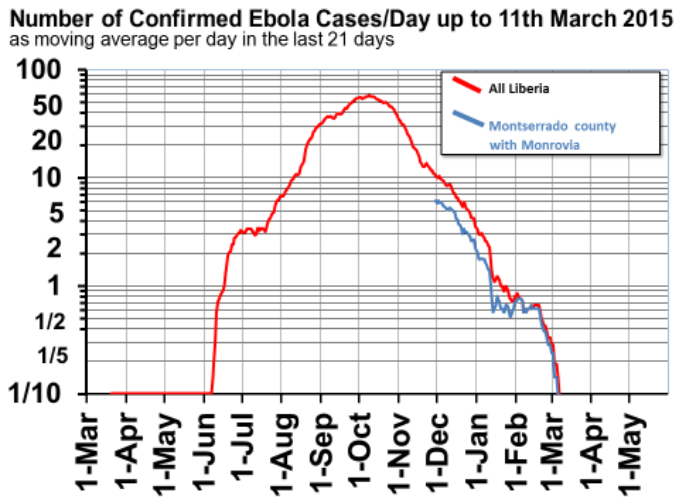 Number of Confirmed Ebola Cases/Day up to 11th March 2015
as moving average per day in the last 21 days
All Liberia
Montserrado county
with Monrovia
100
50
20
10
5
2
1
1/2
1/5
1/10
1-Mar
1-Apr
1-May
1-Jun
1-Jul
1-Aug
1-Sep
1-Oct
1-Nov
1-Dec
1-Jan
1-Feb
1-Mar
1-Apr
1-May